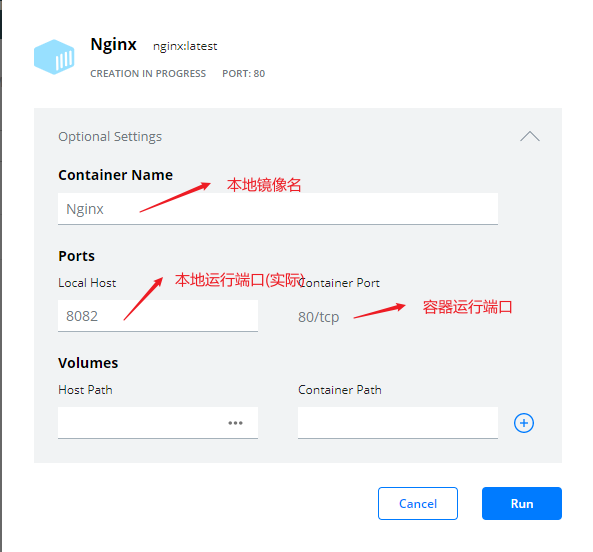 Nginx nginx:latest
CREATION IN PROGRESS PORT: 80
Optional Settings
Container Name
本地镜像名
Nginx
Ports
本地运行端口(实际)
Local Host
Container Port
8082
80/tcp
容器运行端口
Volumes
Host Path
Container Path
•••
Cancel
Run